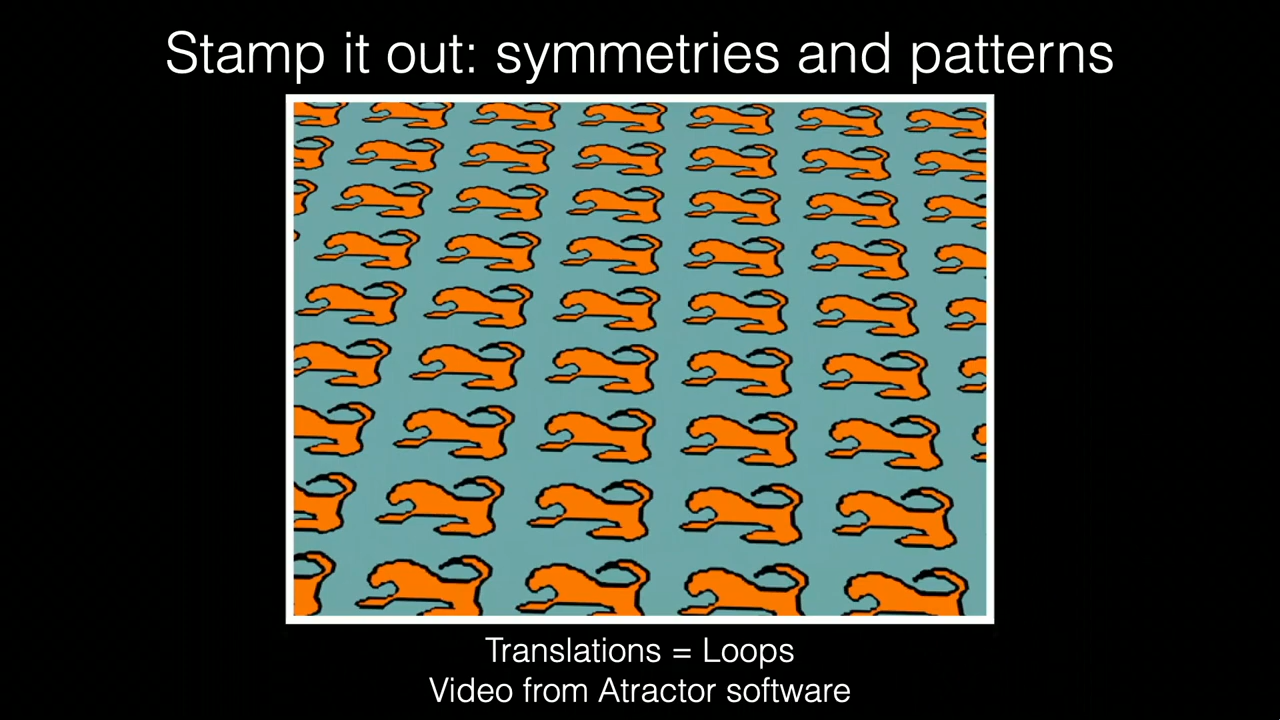 Stamp it out: symmetries and patterns
Translations = Loops
Video from Atractor software